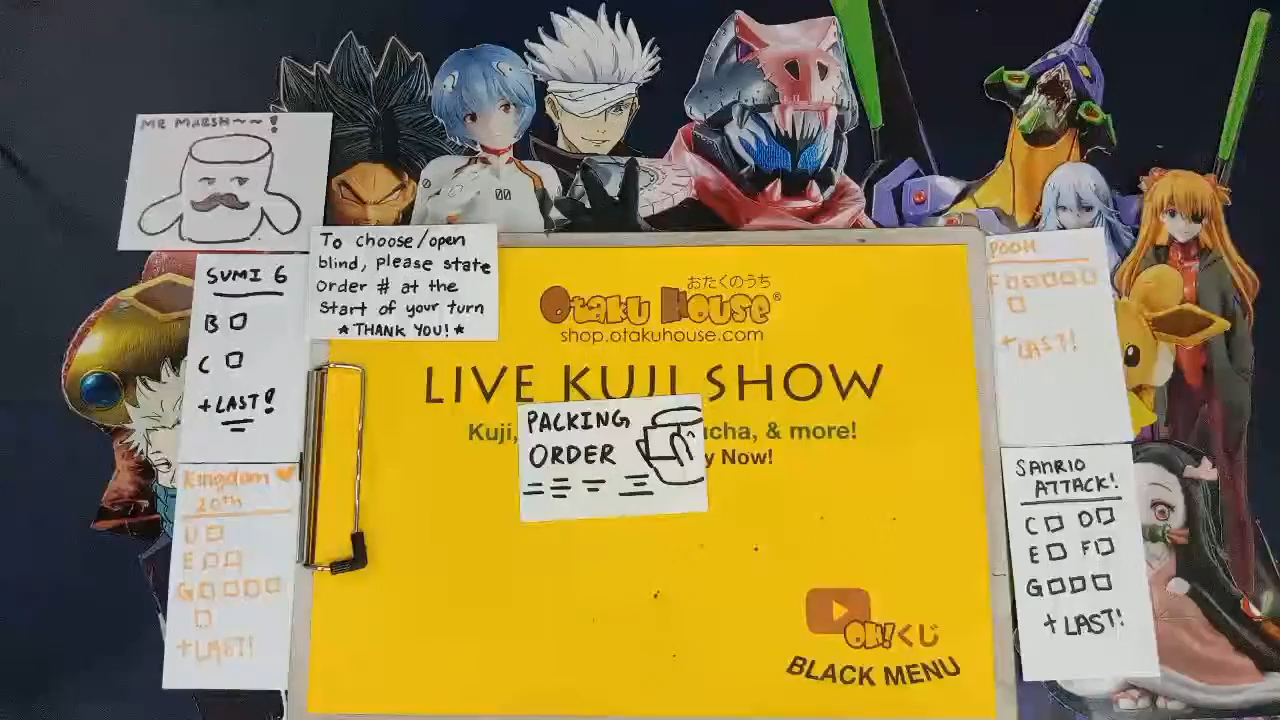 MR MARSH~~!
To choose/open
blind, please state
order # at the
start of your turn
★THANK YOU!★
SUMI 6
B □
C □
+LAST!
Kingdom
20th
D □
E □□
G□□□□
□
+LAST!
おたくのうち
Otaku House®
shop.otakuhouse.com
LIVE KUJI SHOW
Kuji, ucha, & more!
y Now!
PACKING
ORDER
Oh!くじ
BLACK MENU
00
POOH
F□□□□□
□
+LAST!
SANRIO
ATTACK!
C□ D□
E□ F□
G□□□
+LAST!